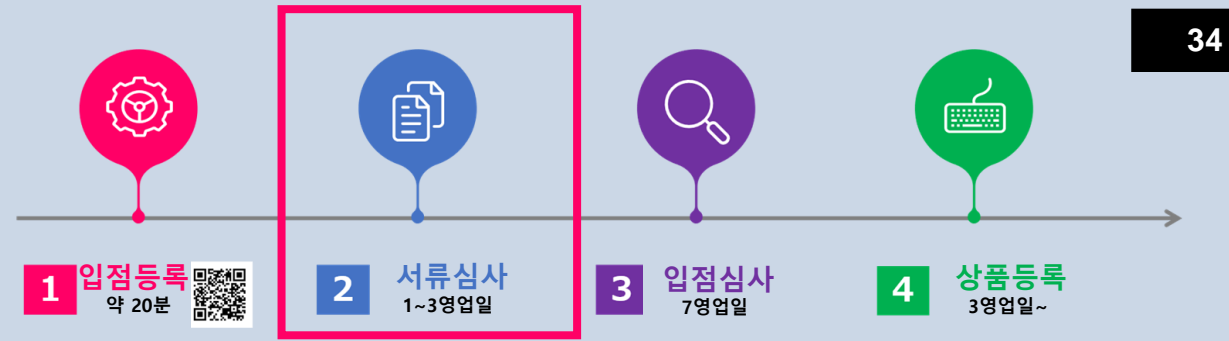 34
1 입점등록
약 20분
2 서류심사
1~3영업일
3 입점심사
7영업일
4 상품등록
3영업일~